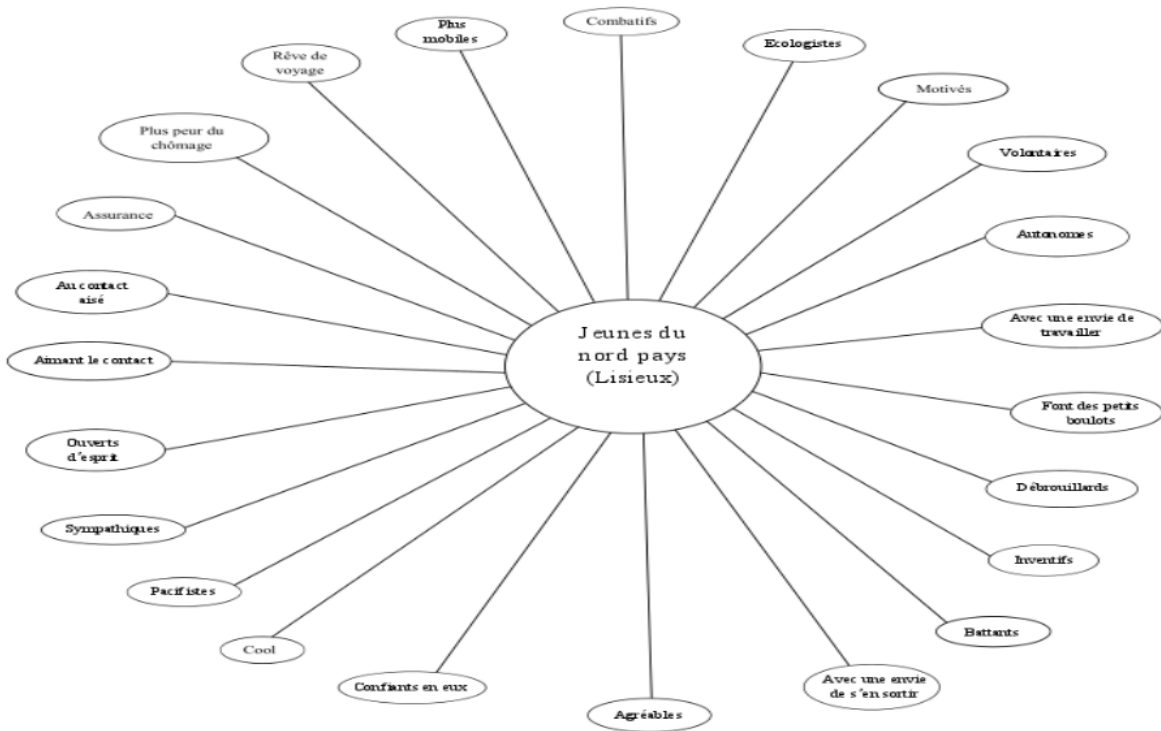 Plus
mobiles
Combatifs
Ecologistes
Motivés
Volontaires
Autonomes
Avec une envie de
travailler
Font des petits
boulots
Débrouillards
Inventifs
Battants
Avec une envie
de s'en sortir
Agréables
Confiants en eux
Cool
Pacifistes
Sympathiques
Ouverts
d'esprit
Aimant le contact
Au contact
aisé
Assurance
Plus peur du
chômage
Rêve de
voyage
Jeunes du
nord pays
(Lisieux)